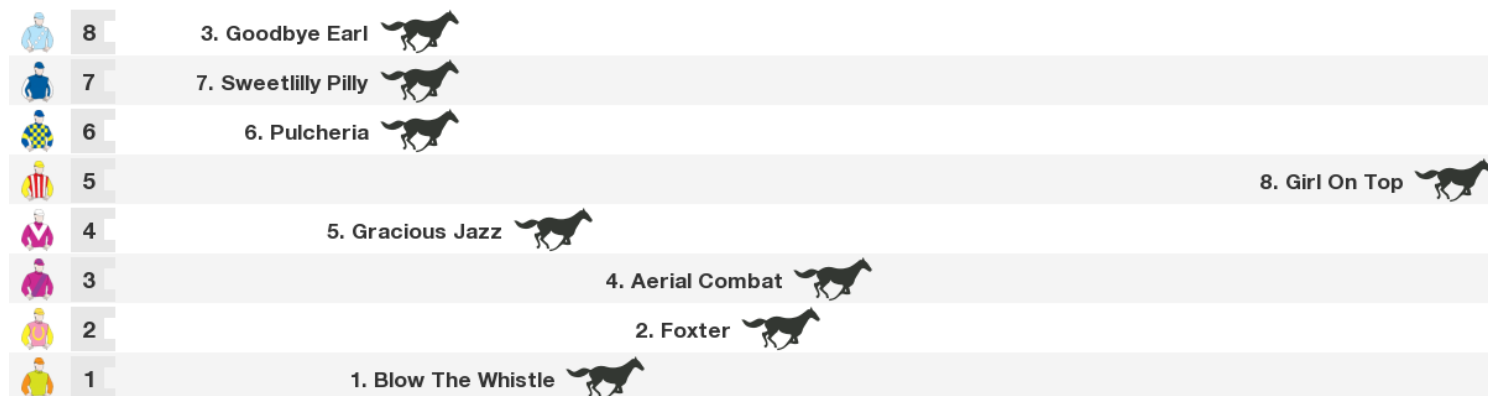 8 3. Goodbye Earl
7 7. Sweetlilly Pilly
6 6. Pulcheria
5 8. Girl On Top
4 5. Gracious Jazz
3 4. Aerial Combat
2 2. Foxter
1 1. Blow The Whistle